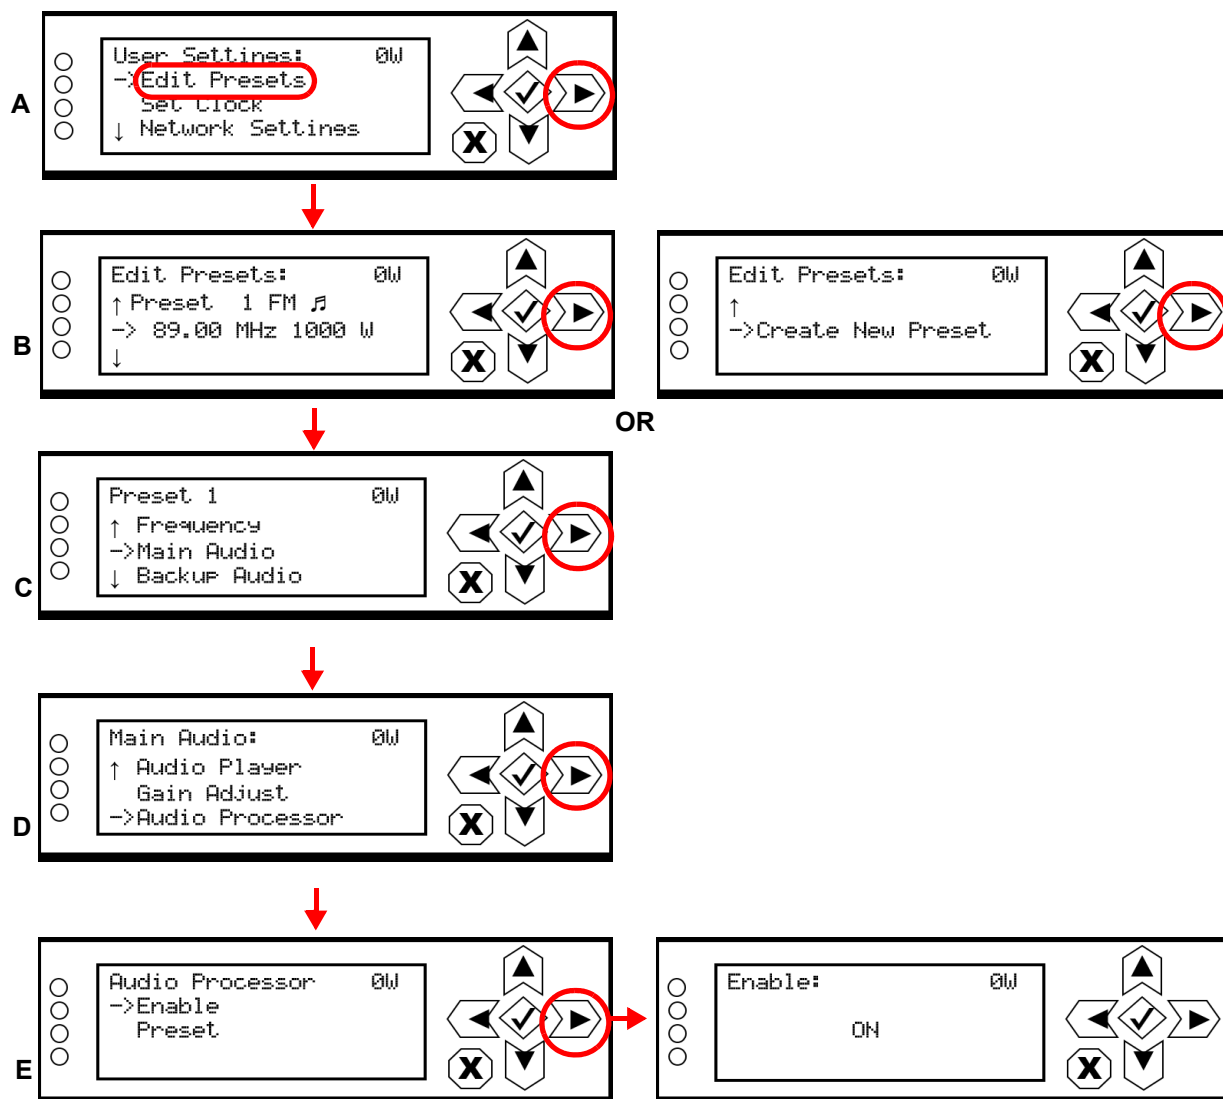 A
User Settings: 0W
->Edit Presets
Set Clock
↓ Network Settings
X
B
Edit Presets: 0W
↑ Preset 1 FM ♬
-> 89.00 MHz 1000 W
↓
X
Edit Presets: 0W
↑
->Create New Preset
X
OR
C
Preset 1 0W
↑ Frequency
->Main Audio
↓ Backup Audio
X
D
Main Audio: 0W
↑ Audio Player
Gain Adjust
->Audio Processor
X
E
Audio Processor 0W
->Enable
Preset
X
Enable: 0W
ON
X